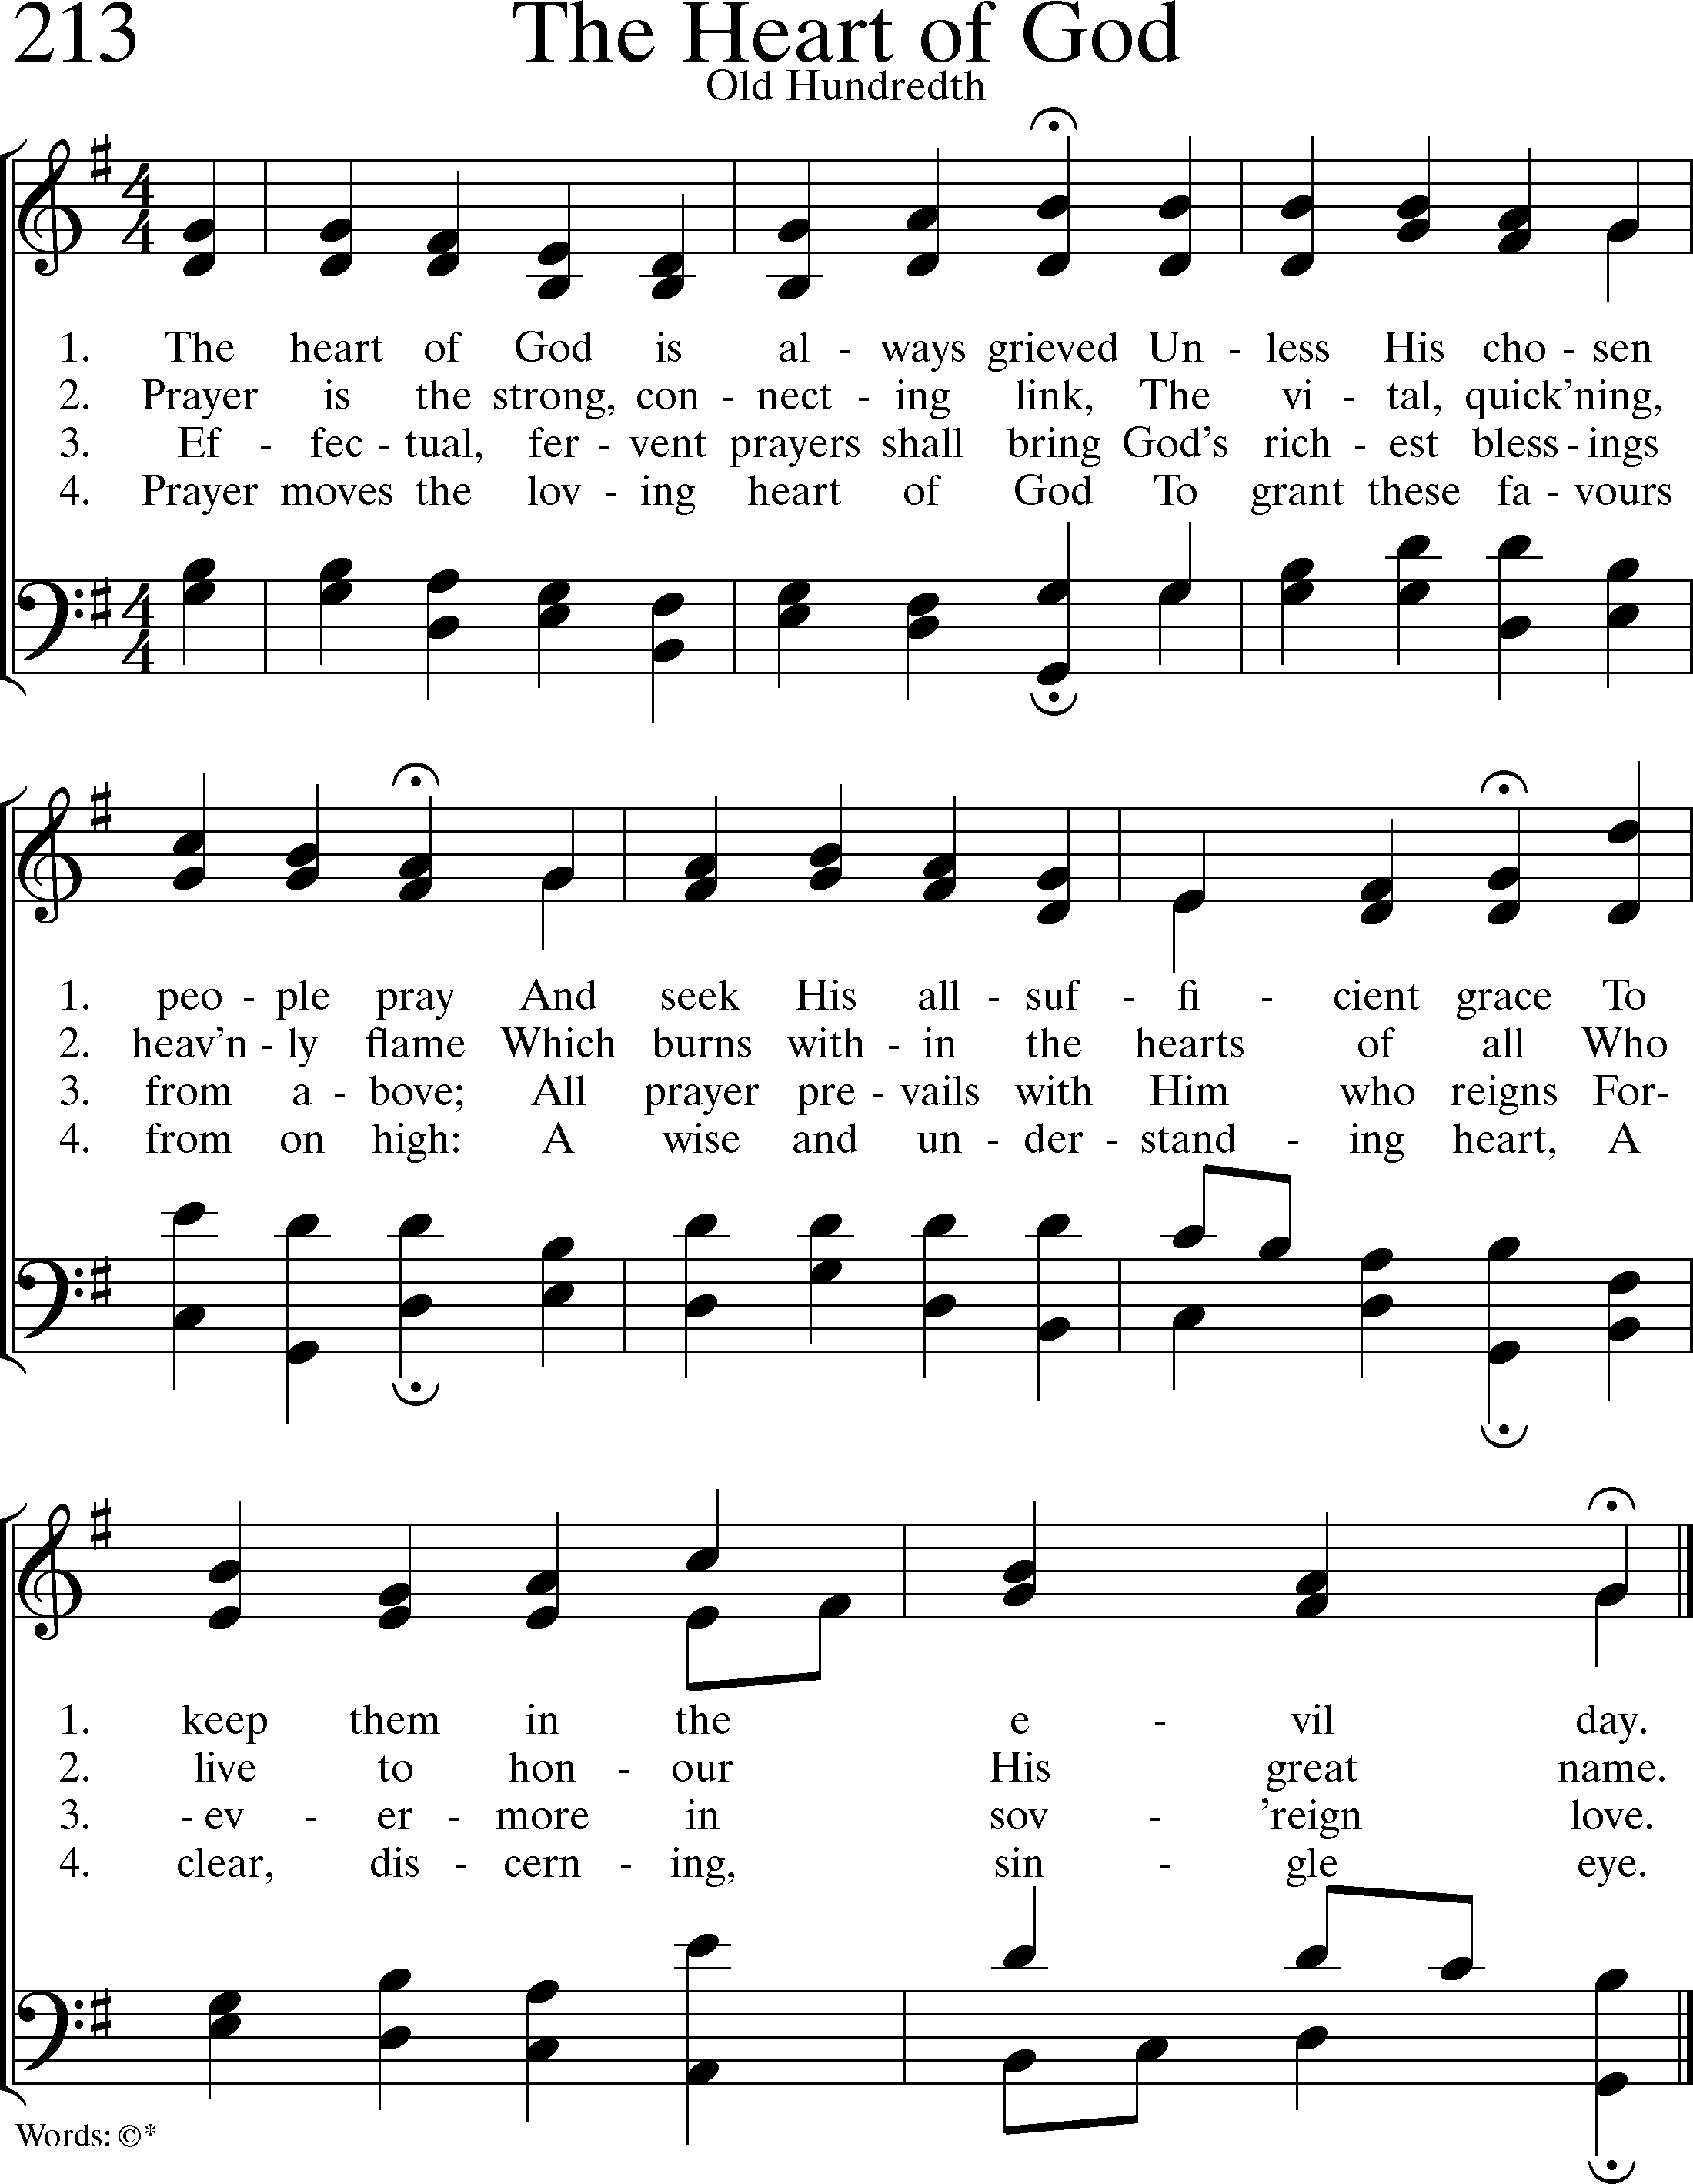 213 The Heart of God
Old Hundredth
1. The heart of God is al - ways grieved Un - less His cho - sen
2. Prayer is the strong, con - nect - ing link, The vi - tal, quick'ning,
3. Ef - fec - tual, fer - vent prayers shall bring God's rich - est bless - ings
4. Prayer moves the lov - ing heart of God To grant these fa - vours
1. peo - ple pray And seek His all - suf - fi - cient grace To
2. heav'n - ly flame Which burns with - in the hearts of all Who
3. from a - bove; All prayer pre - vails with Him who reigns For-
4. from on high: A wise and un - der - stand - ing heart, A
1. keep them in the e - vil day.
2. live to hon - our His great name.
3. - ev - er - more in sov - 'reign love.
4. clear, dis - cern - ing, sin - gle eye.
Words: ©*